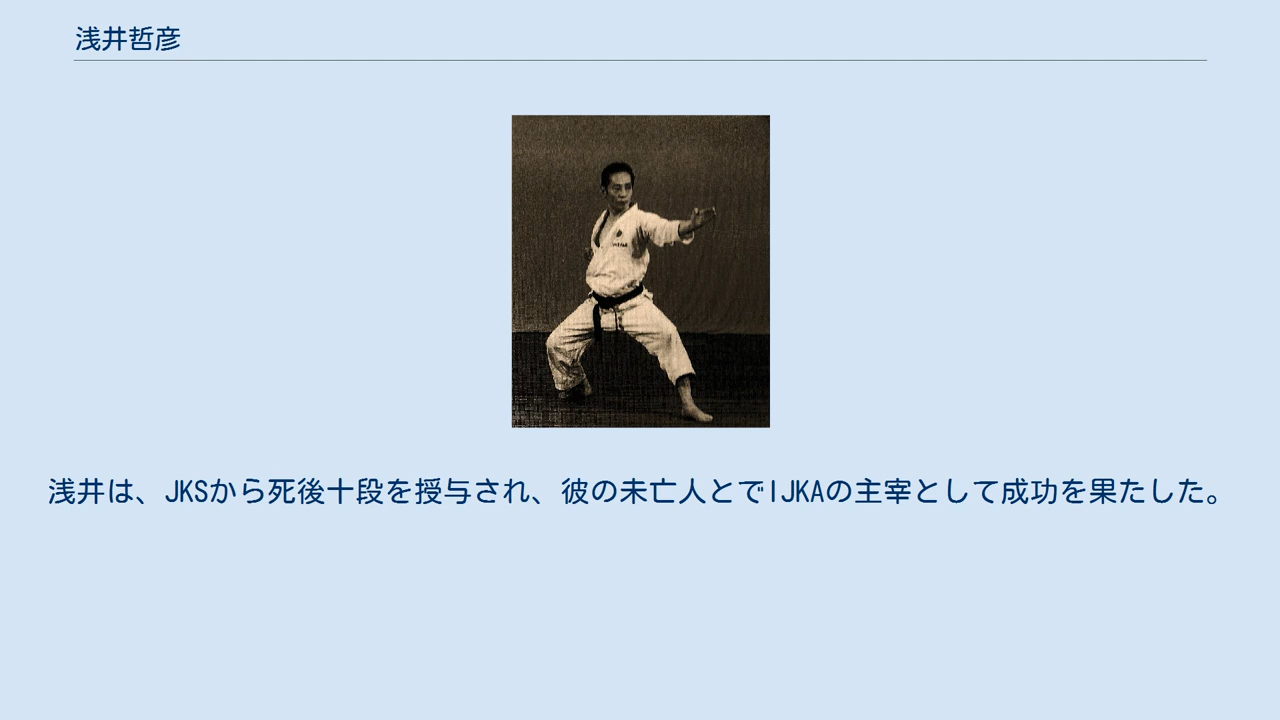 浅井哲彦
浅井は、JKSから死後十段を授与され、彼の未亡人とでIJKAの主宰として成功を果たした。